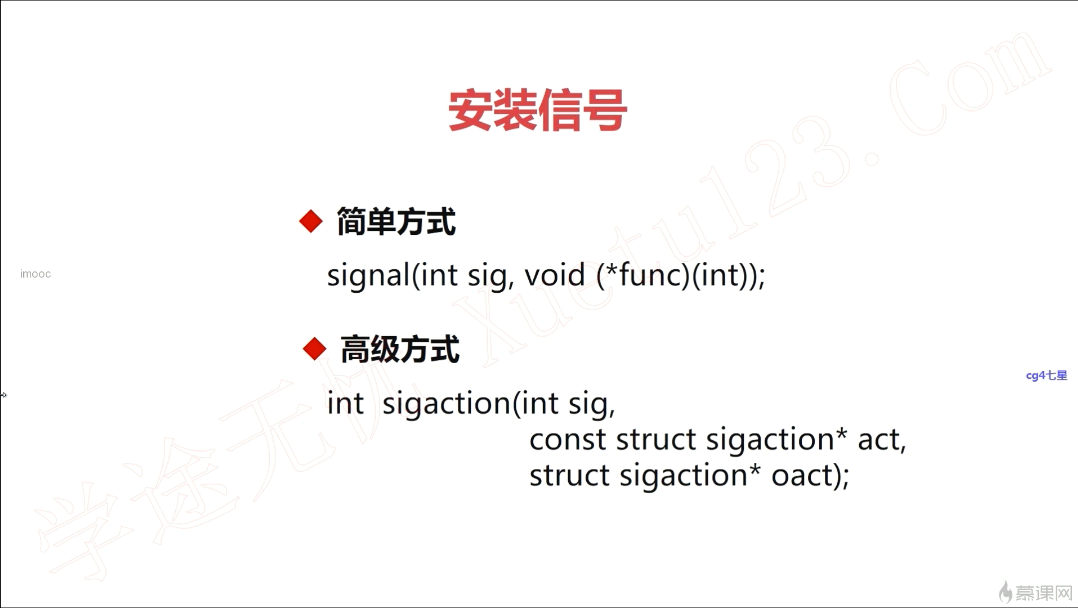 安装信号
简单方式
signal(int sig, void (*func)(int));
高级方式
int sigaction(int sig,
const struct sigaction* act,
struct sigaction* oact);
imooc
cg4七星
学途无忧 Xuetu123.Com
慕课网